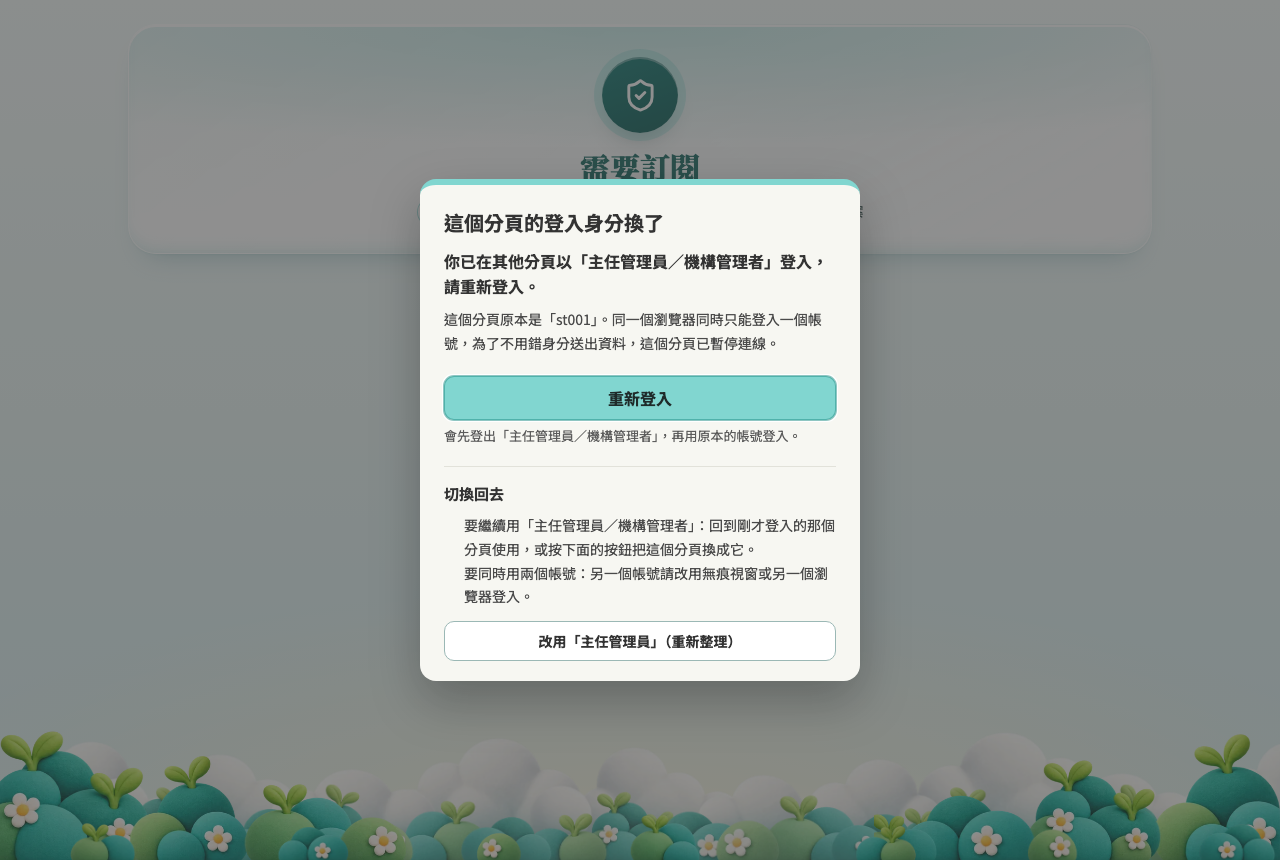 需要訂閱
這個分頁的登入身分換了
你已在其他分頁以「主任管理員／機構管理者」登入，
請重新登入。
這個分頁原本是「st001」。同一個瀏覽器同時只能登入一個帳
號，為了不用錯身分送出資料，這個分頁已暫停連線。
重新登入
會先登出「主任管理員／機構管理者」，再用原本的帳號登入。
切換回去
要繼續用「主任管理員／機構管理者」：回到剛才登入的那個
分頁使用，或按下面的按鈕把這個分頁換成它。
要同時用兩個帳號：另一個帳號請改用無痕視窗或另一個瀏
覽器登入。
改用「主任管理員」（重新整理）